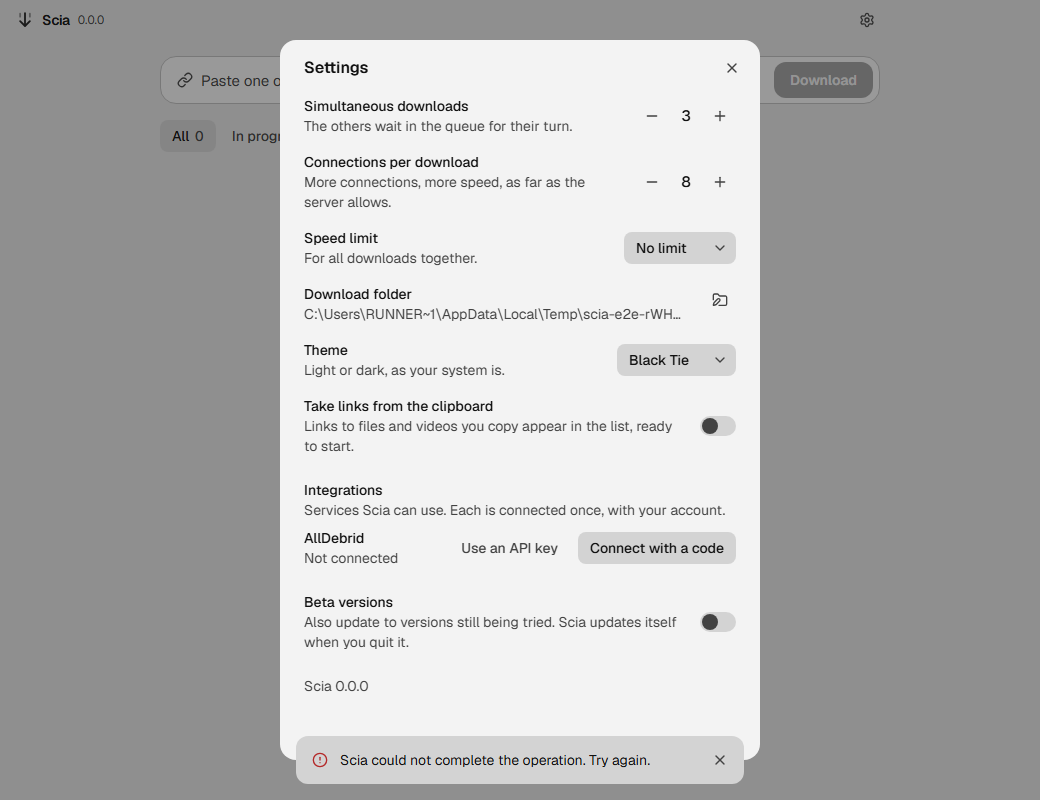 Scia 0.0.0
Paste one o
Download
All 0
In progr
Settings
Simultaneous downloads
The others wait in the queue for their turn.
3
Connections per download
More connections, more speed, as far as the
server allows.
8
Speed limit
For all downloads together.
No limit
Download folder
C:\Users\RUNNER~1\AppData\Local\Temp\scia-e2e-rWH…
Theme
Light or dark, as your system is.
Black Tie
Take links from the clipboard
Links to files and videos you copy appear in the list, ready
to start.
Integrations
Services Scia can use. Each is connected once, with your account.
AllDebrid
Not connected
Use an API key
Connect with a code
Beta versions
Also update to versions still being tried. Scia updates itself
when you quit it.
Scia 0.0.0
Scia could not complete the operation. Try again.